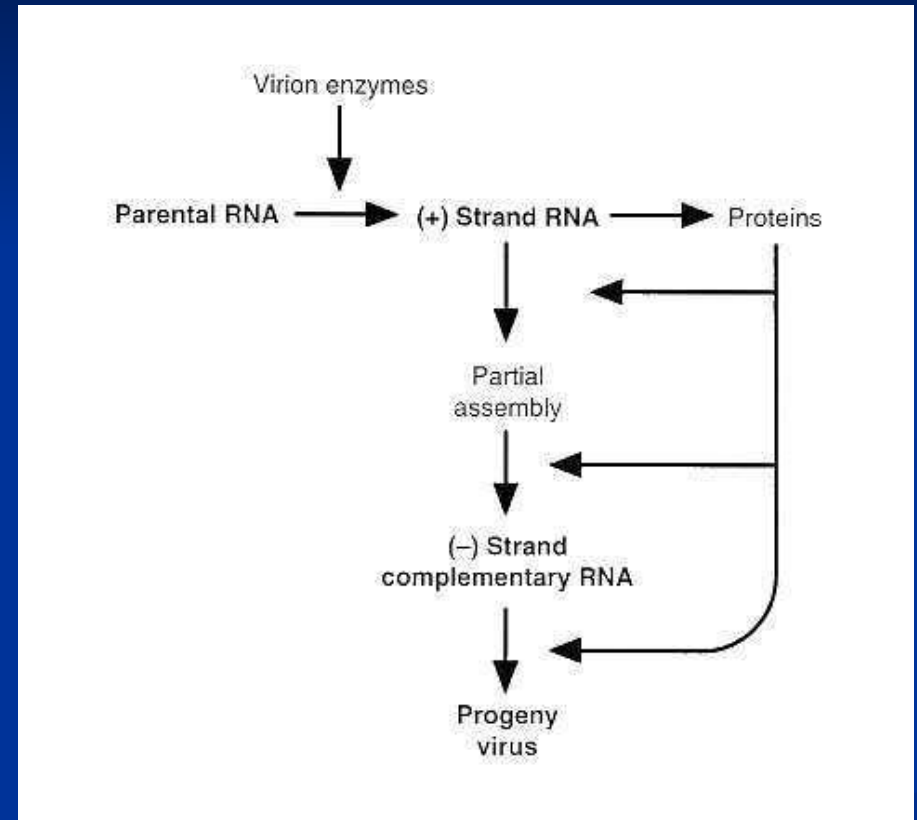 Virion enzymes
Parental RNA
(+) Strand RNA
Proteins
Partial
assembly
(–) Strand
complementary RNA
Progeny
virus